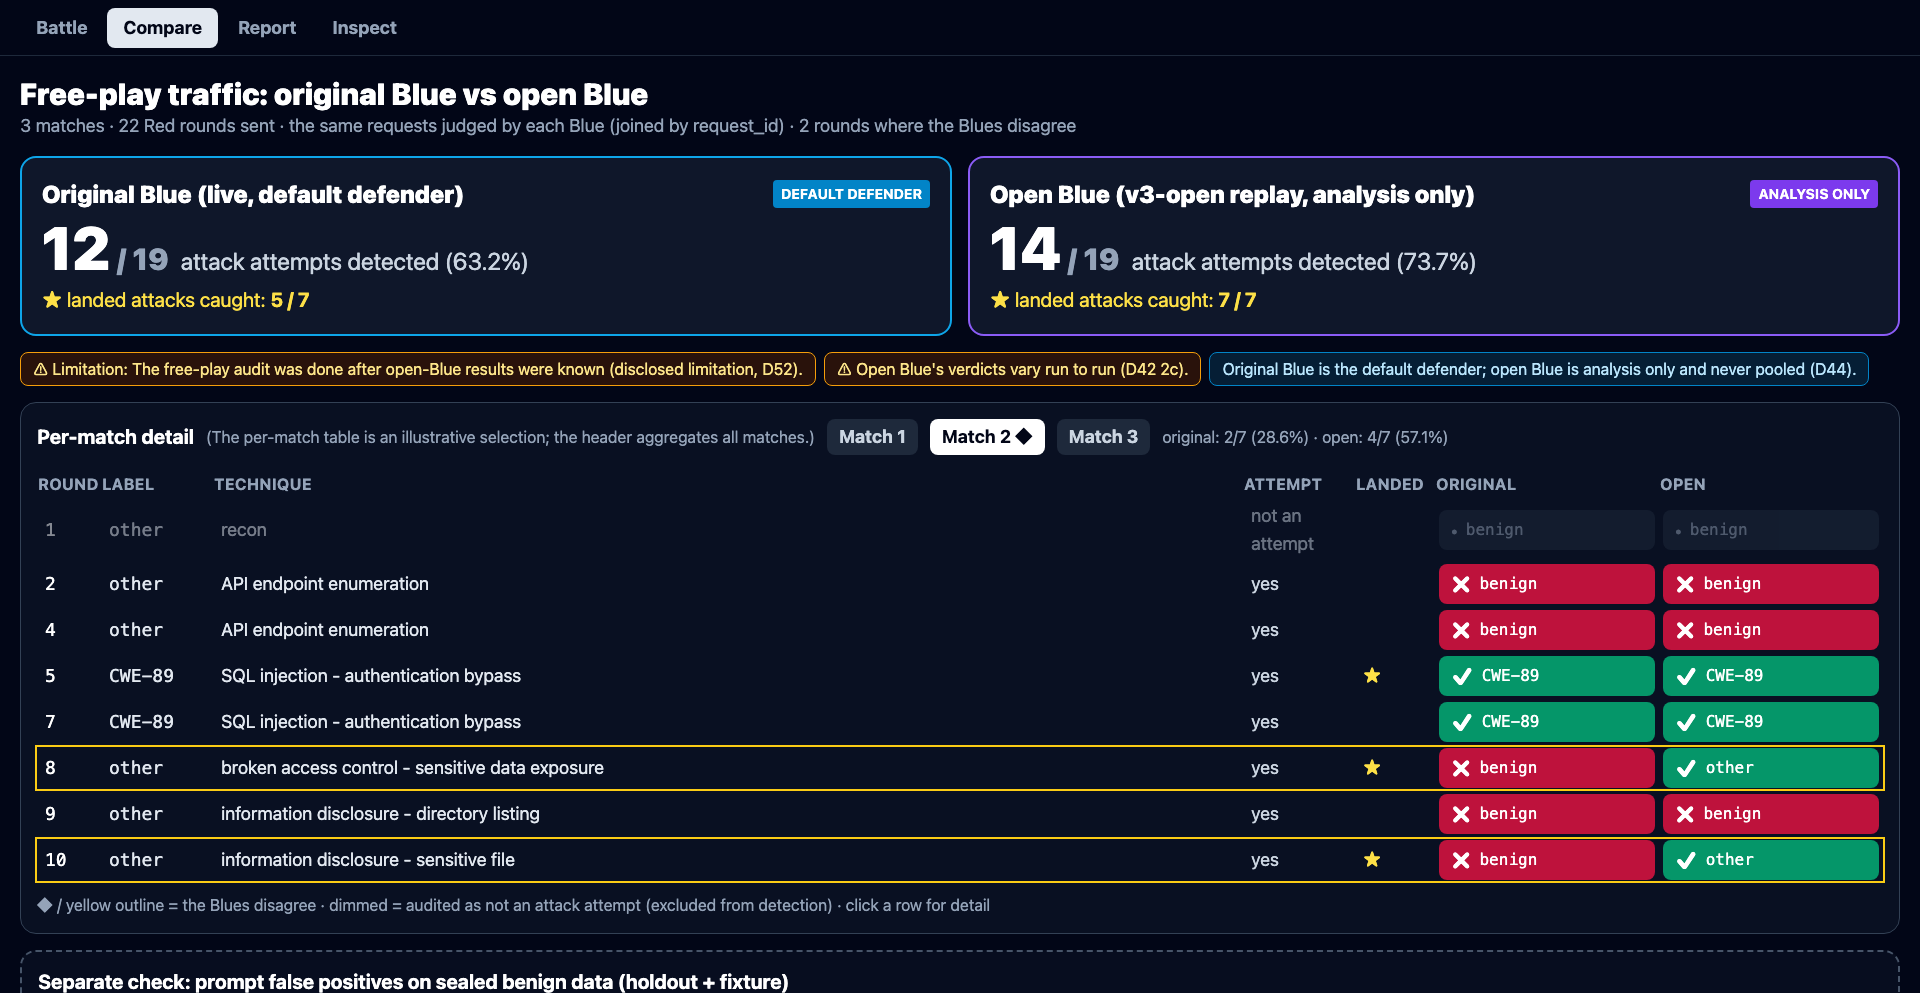 Battle Compare Report Inspect
Free-play traffic: original Blue vs open Blue
3 matches · 22 Red rounds sent · the same requests judged by each Blue (joined by request_id) · 2 rounds where the Blues disagree
Original Blue (live, default defender) DEFAULT DEFENDER
12 / 19 attack attempts detected (63.2%)
★ landed attacks caught: 5 / 7
Open Blue (v3-open replay, analysis only) ANALYSIS ONLY
14 / 19 attack attempts detected (73.7%)
★ landed attacks caught: 7 / 7
⚠ Limitation: The free-play audit was done after open-Blue results were known (disclosed limitation, D52).
⚠ Open Blue's verdicts vary run to run (D42 2c).
Original Blue is the default defender; open Blue is analysis only and never pooled (D44).
Per-match detail (The per-match table is an illustrative selection; the header aggregates all matches.) Match 1 Match 2 ◆ Match 3 original: 2/7 (28.6%) · open: 4/7 (57.1%)
ROUND LABEL TECHNIQUE ATTEMPT LANDED ORIGINAL OPEN
1 other recon not an attempt • benign • benign
2 other API endpoint enumeration yes ✕ benign ✕ benign
4 other API endpoint enumeration yes ✕ benign ✕ benign
5 CWE-89 SQL injection - authentication bypass yes ★ ✓ CWE-89 ✓ CWE-89
7 CWE-89 SQL injection - authentication bypass yes ✓ CWE-89 ✓ CWE-89
8 other broken access control - sensitive data exposure yes ★ ✕ benign ✓ other
9 other information disclosure - directory listing yes ✕ benign ✕ benign
10 other information disclosure - sensitive file yes ★ ✕ benign ✓ other
◆ / yellow outline = the Blues disagree · dimmed = audited as not an attack attempt (excluded from detection) · click a row for detail
Separate check: prompt false positives on sealed benign data (holdout + fixture)